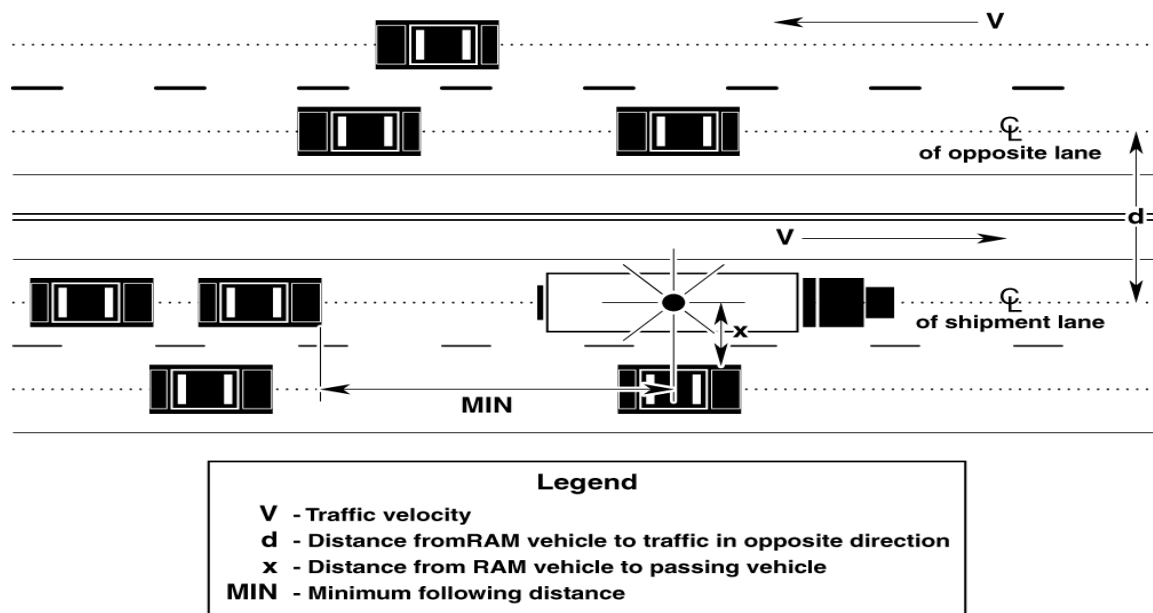 V
℄
of opposite lane
d
V
℄
of shipment lane
x
MIN
Legend
V - Traffic velocity
d - Distance fromRAM vehicle to traffic in opposite direction
x - Distance from RAM vehicle to passing vehicle
MIN - Minimum following distance